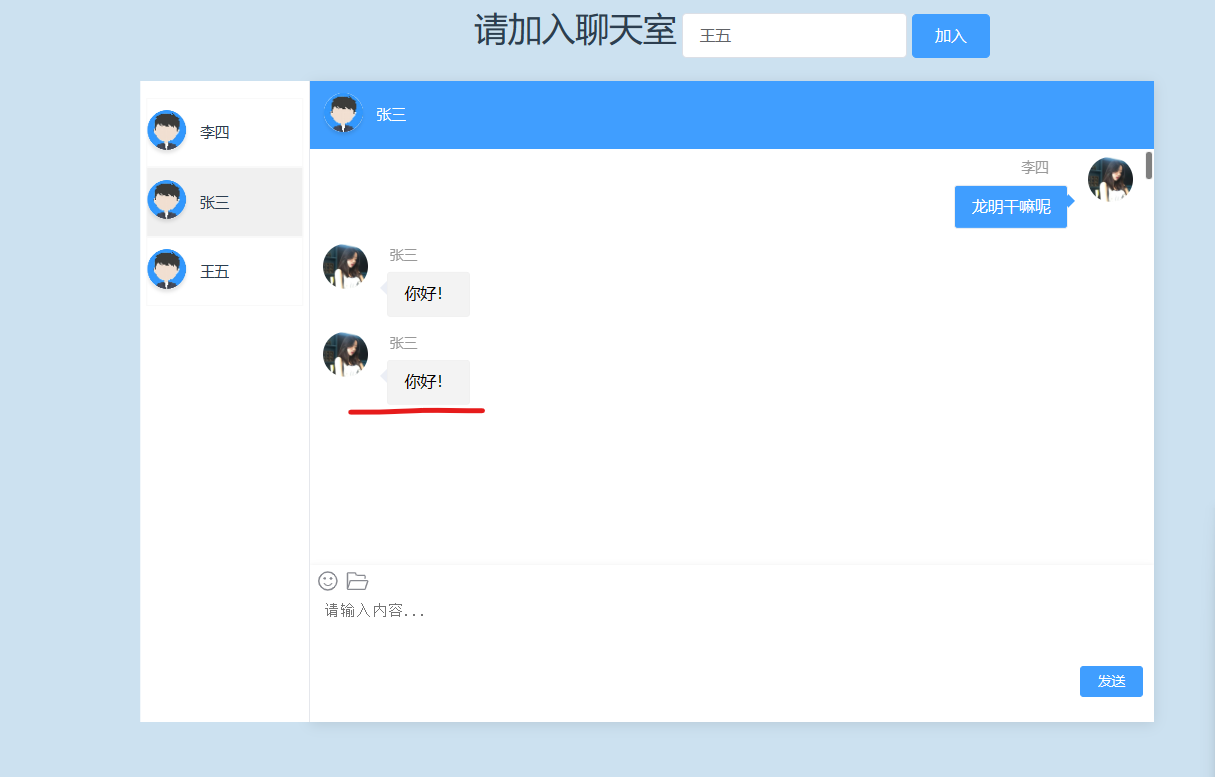 请加入聊天室
王五
加入
李四
张三
王五
张三
李四
龙明干嘛呢
张三
你好！
张三
你好！
请输入内容...
发送